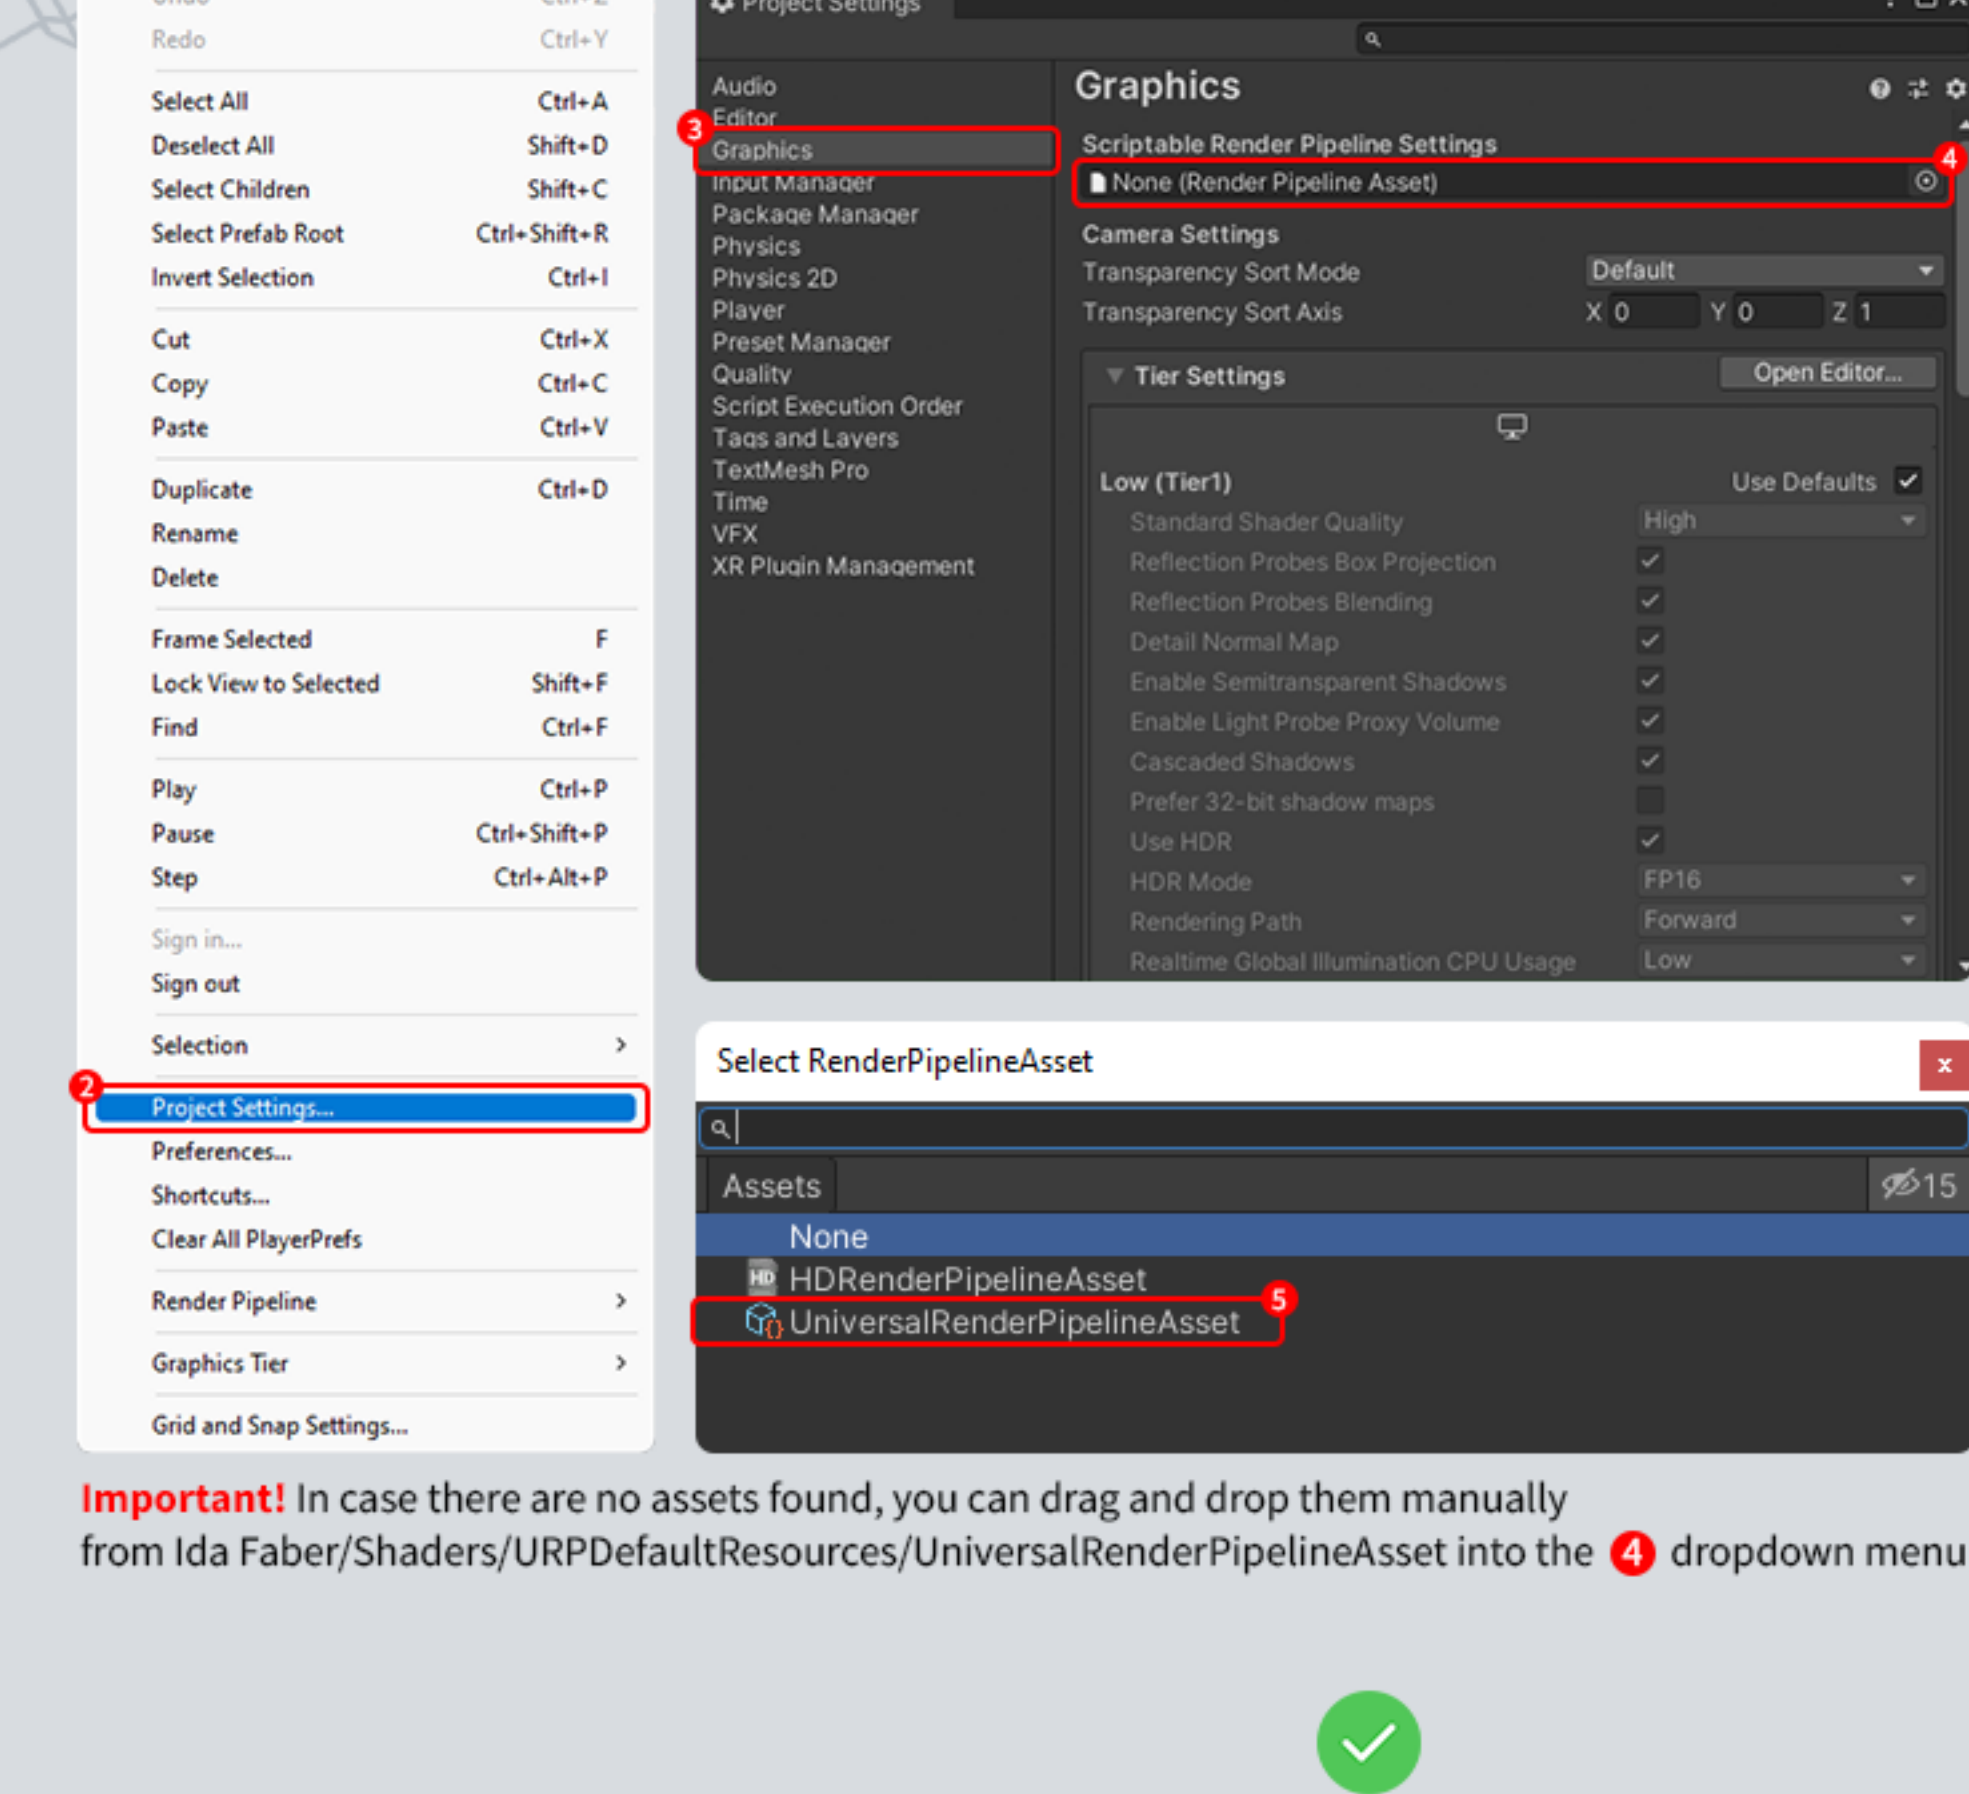 Undo Ctrl+Z
Redo Ctrl+Y
Select All Ctrl+A
Deselect All Shift+D
Select Children Shift+C
Select Prefab Root Ctrl+Shift+R
Invert Selection Ctrl+I
Cut Ctrl+X
Copy Ctrl+C
Paste Ctrl+V
Duplicate Ctrl+D
Rename
Delete
Frame Selected F
Lock View to Selected Shift+F
Find Ctrl+F
Play Ctrl+P
Pause Ctrl+Shift+P
Step Ctrl+Alt+P
Sign in...
Sign out
Selection >
2
Project Settings...
Preferences...
Shortcuts...
Clear All PlayerPrefs
Render Pipeline >
Graphics Tier >
Grid and Snap Settings...
Project Settings
Audio
Editor
3
Graphics
Input Manager
Package Manager
Physics
Physics 2D
Player
Preset Manager
Quality
Script Execution Order
Tags and Layers
TextMesh Pro
Time
VFX
XR Plugin Management
Graphics
Scriptable Render Pipeline Settings
4
None (Render Pipeline Asset)
Camera Settings
Transparency Sort Mode Default
Transparency Sort Axis X 0 Y 0 Z 1
Tier Settings Open Editor...
Low (Tier1) Use Defaults
Standard Shader Quality High
Reflection Probes Box Projection
Reflection Probes Blending
Detail Normal Map
Enable Semitransparent Shadows
Enable Light Probe Proxy Volume
Cascaded Shadows
Prefer 32-bit shadow maps
Use HDR
HDR Mode FP16
Rendering Path Forward
Realtime Global Illumination CPU Usage Low
Select RenderPipelineAsset x
Assets 15
None
HD HDRenderPipelineAsset
5
UniversalRenderPipelineAsset
Important! In case there are no assets found, you can drag and drop them manually
from Ida Faber/Shaders/URPDefaultResources/UniversalRenderPipelineAsset into the 4 dropdown menu